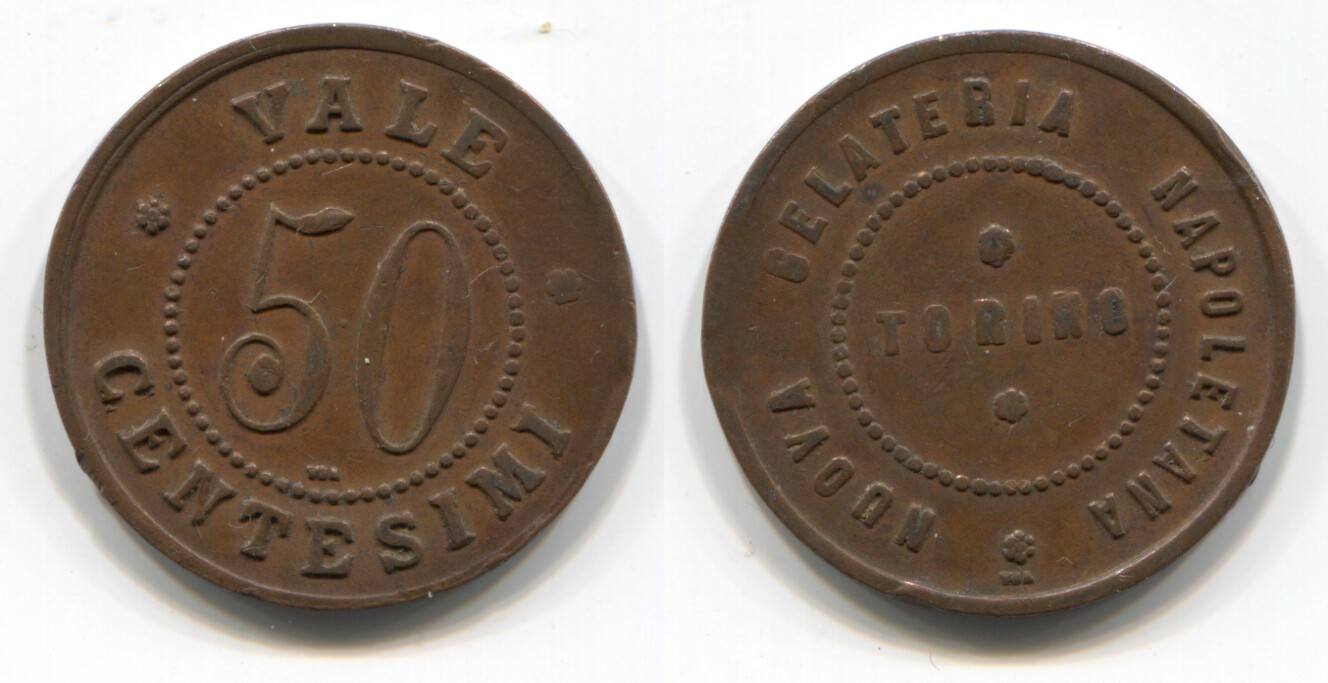 VALE
50
CENTESIMI
NUOVA GELATERIA NAPOLETANA
TORINO